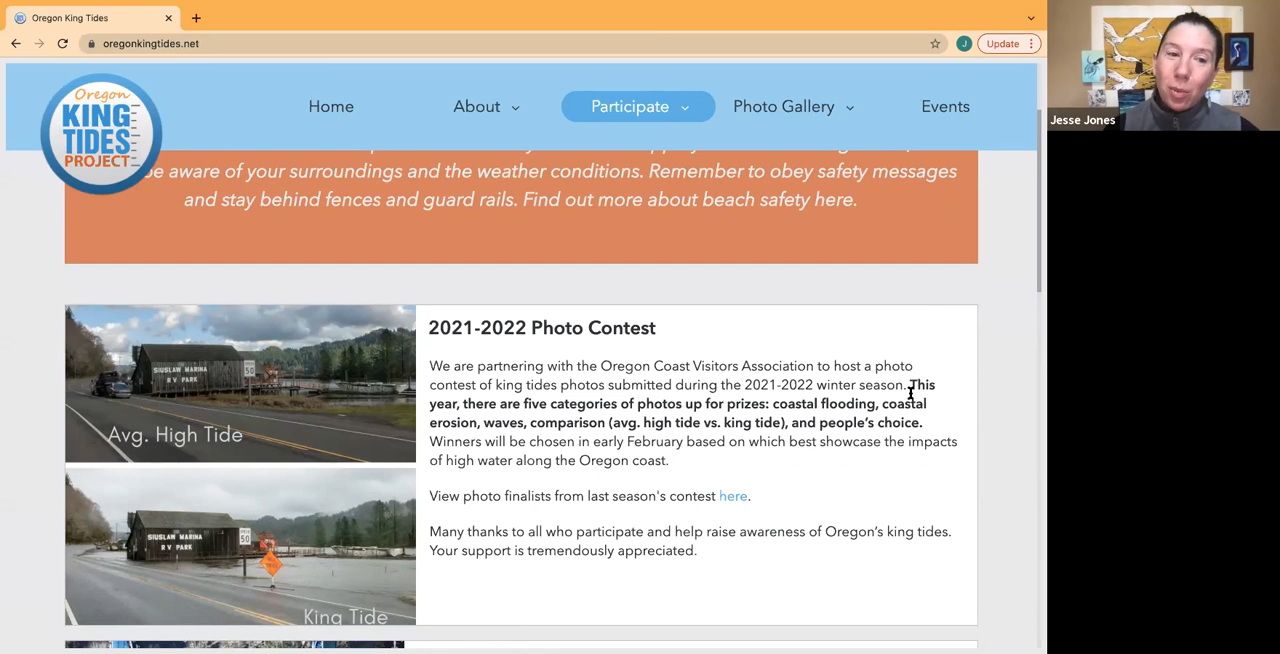 Oregon King Tides
oregonkingtides.net
J
Update
Oregon
KING
TIDES
PROJECT
Home
About
Participate
Photo Gallery
Events
be aware of your surroundings and the weather conditions. Remember to obey safety messages
and stay behind fences and guard rails. Find out more about beach safety here.
SIUSLAW MARINA
R V PARK
50
Avg. High Tide
SIUSLAW MARINA
R V PARK
50
King Tide
2021-2022 Photo Contest
We are partnering with the Oregon Coast Visitors Association to host a photo
contest of king tides photos submitted during the 2021-2022 winter season. This
year, there are five categories of photos up for prizes: coastal flooding, coastal
erosion, waves, comparison (avg. high tide vs. king tide), and people's choice.
Winners will be chosen in early February based on which best showcase the impacts
of high water along the Oregon coast.
View photo finalists from last season's contest here.
Many thanks to all who participate and help raise awareness of Oregon's king tides.
Your support is tremendously appreciated.
Jesse Jones